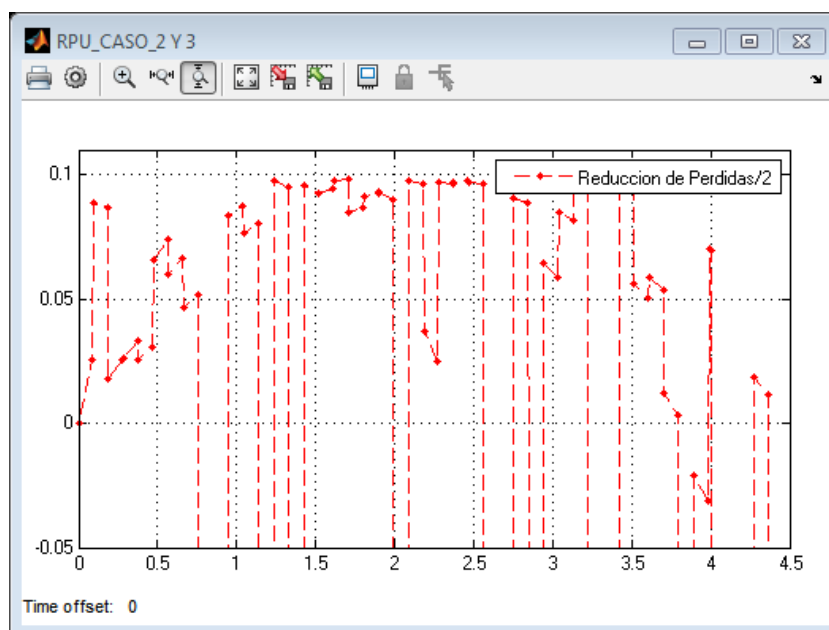 RPU_CASO_2 Y 3
Reduccion de Perdidas/2
0.1
0.05
0
-0.05
0 0.5 1 1.5 2 2.5 3 3.5 4 4.5
Time offset: 0